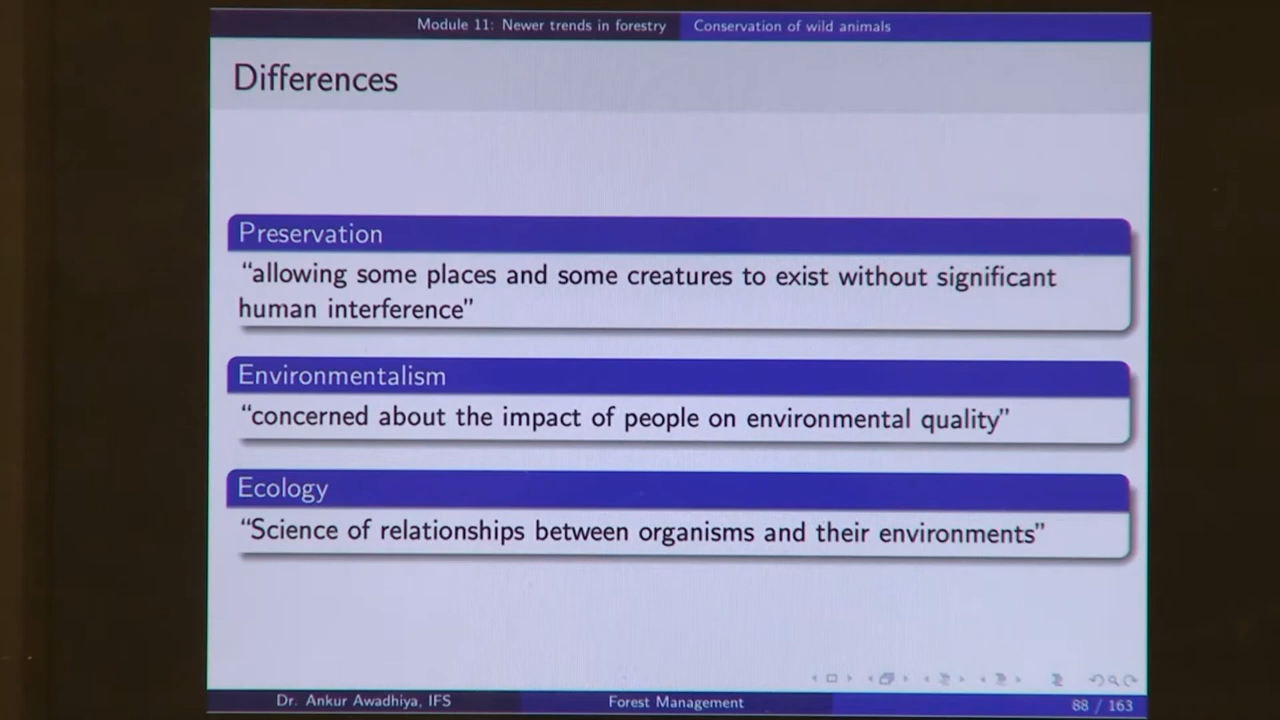 Module 11: Newer trends in forestry
Conservation of wild animals
Differences
Preservation
“allowing some places and some creatures to exist without significant
human interference”
Environmentalism
“concerned about the impact of people on environmental quality”
Ecology
“Science of relationships between organisms and their environments”
Dr. Ankur Awadhiya, IFS
Forest Management
88 / 163